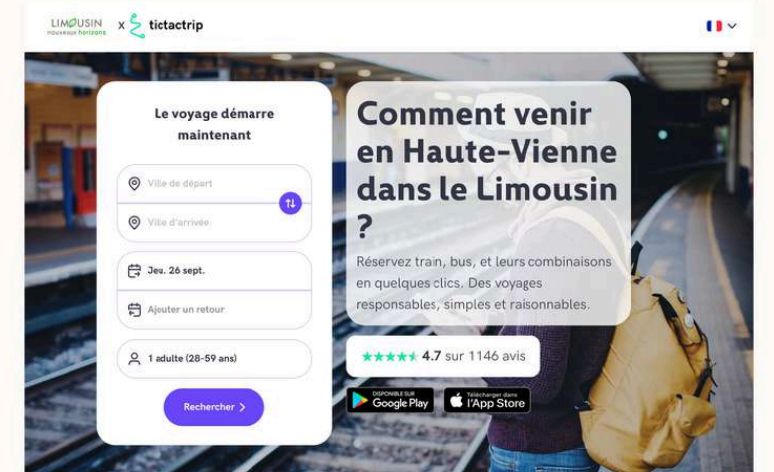 LIMOUSIN
nouveaux horizons
x
tictactrip
Le voyage démarre
maintenant
Ville de départ
Ville d'arrivée
Jeu. 26 sept.
Ajouter un retour
1 adulte (28-59 ans)
Rechercher >
Comment venir
en Haute-Vienne
dans le Limousin
?
Réservez train, bus, et leurs combinaisons
en quelques clics. Des voyages
responsables, simples et raisonnables.
4.7 sur 1146 avis
DISPONIBLE SUR
Google Play
Télécharger dans
l'App Store